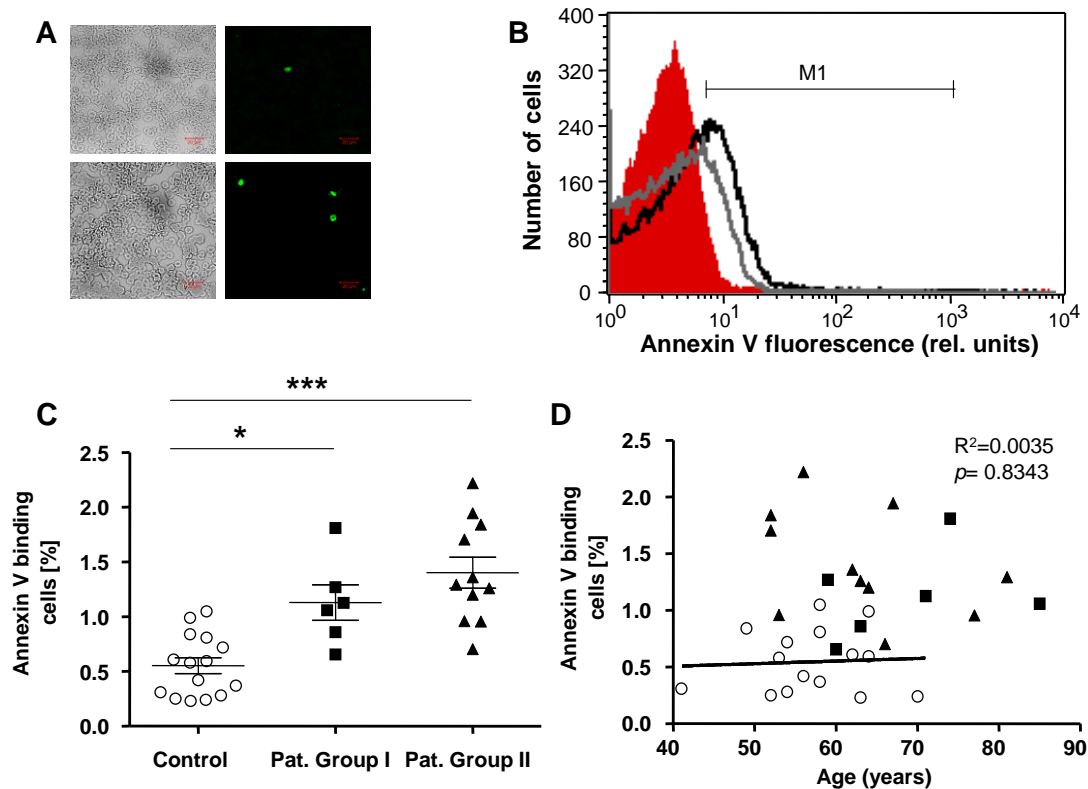 A
B
400
320
240
160
80
0
Number of cells
M1
10^0 10^1 10^2 10^3 10^4
Annexin V fluorescence (rel. units)
C
***
*
2.5
2.0
1.5
1.0
0.5
0.0
Annexin V binding
cells [%]
Control Pat. Group I Pat. Group II
D
R²=0.0035
p= 0.8343
2.5
2.0
1.5
1.0
0.5
0.0
Annexin V binding
cells [%]
40 50 60 70 80 90
Age (years)